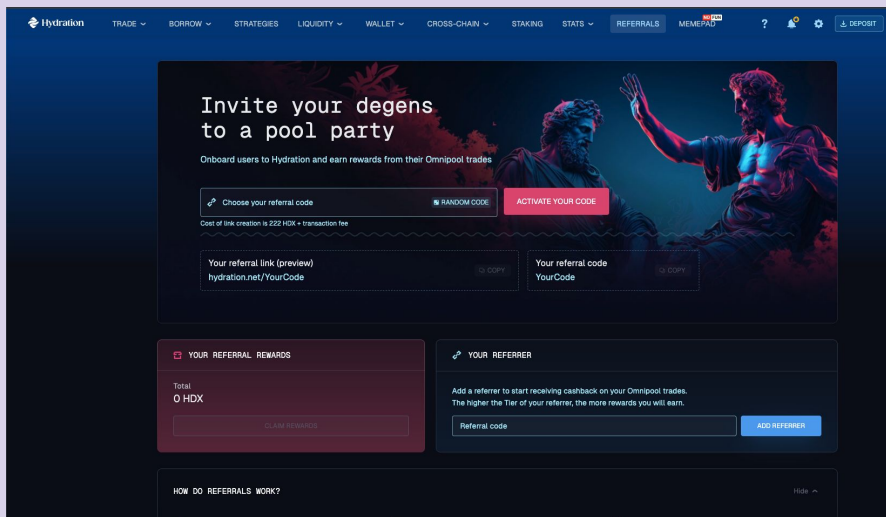 Hydration
TRADE
BORROW
STRATEGIES
LIQUIDITY
WALLET
CROSS-CHAIN
STAKING
STATS
REFERRALS
MEMEPAD
NO FUN
?
DEPOSIT
Invite your degens
to a pool party
Onboard users to Hydration and earn rewards from their Omnipool trades
Choose your referral code
RANDOM CODE
ACTIVATE YOUR CODE
Cost of link creation is 222 HDX + transaction fee
Your referral link (preview)
hydration.net/YourCode
COPY
Your referral code
YourCode
COPY
YOUR REFERRAL REWARDS
Total
0 HDX
CLAIM REWARDS
YOUR REFERRER
Add a referrer to start receiving cashback on your Omnipool trades.
The higher the Tier of your referrer, the more rewards you will earn.
Referral code
ADD REFERRER
HOW DO REFERRALS WORK?
Hide